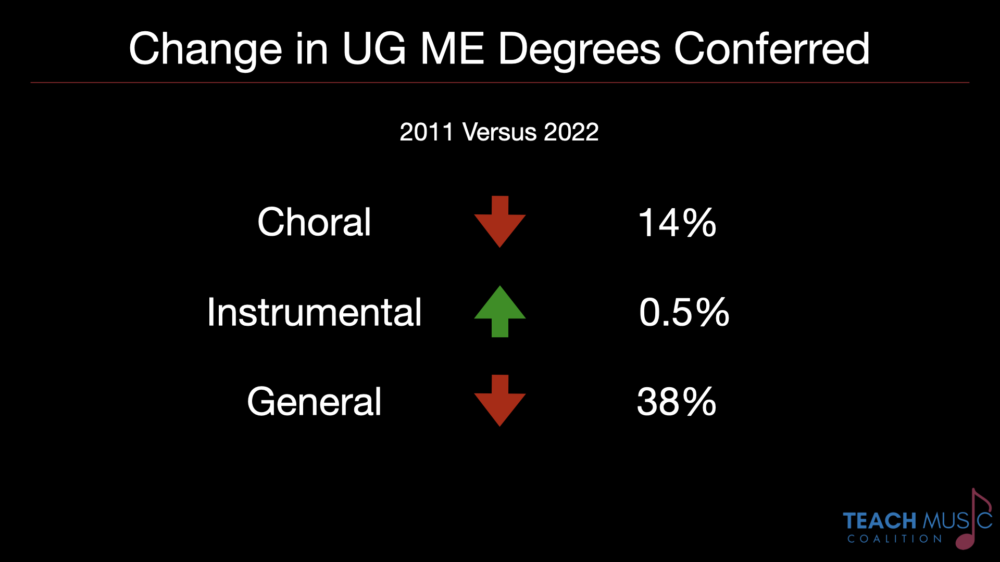 Change in UG ME Degrees Conferred
2011 Versus 2022
Choral 14%
Instrumental 0.5%
General 38%
TEACH MUSIC
COALITION